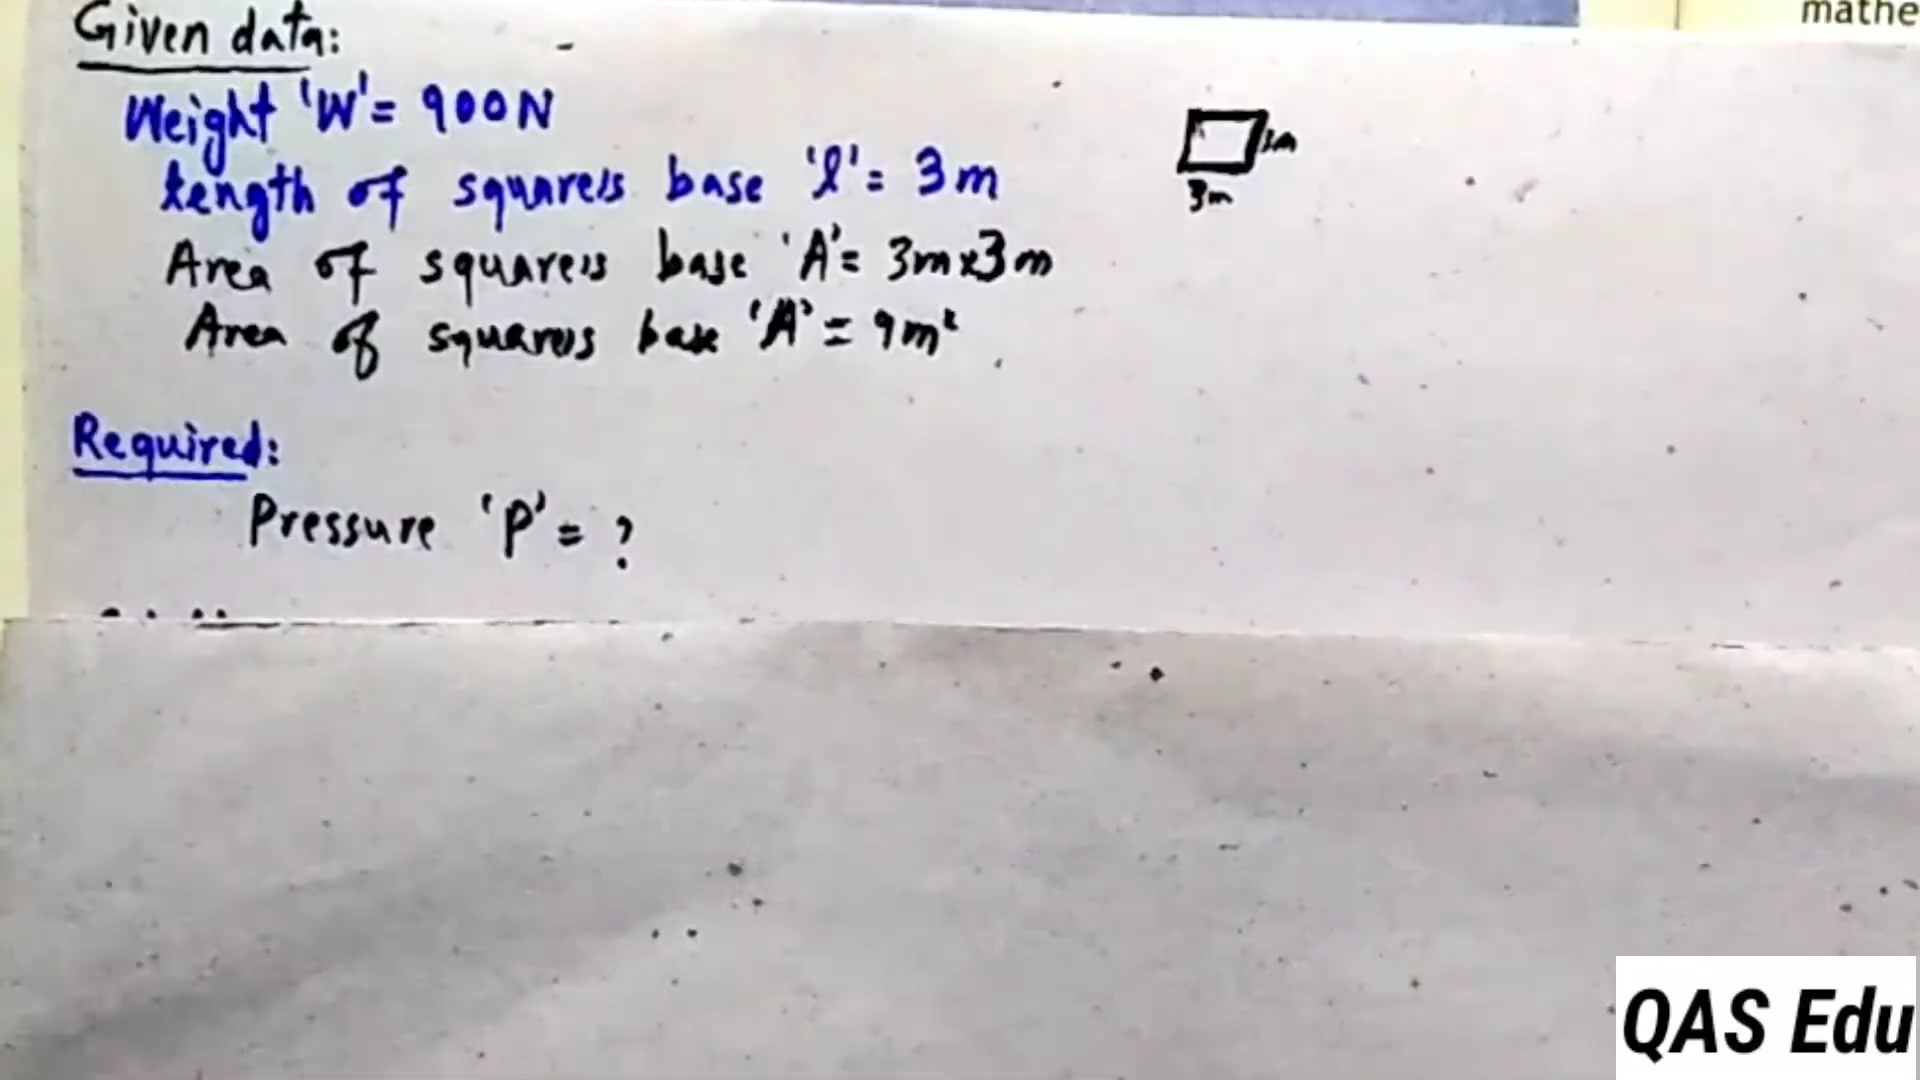 mathe
Given data:
Weight 'W' = 900N
length of square's base 'l' = 3m
Area of square's base 'A' = 3m×3m
Area of square's base 'A' = 9m²
3m
Required:
Pressure 'P' = ?
QAS Edu